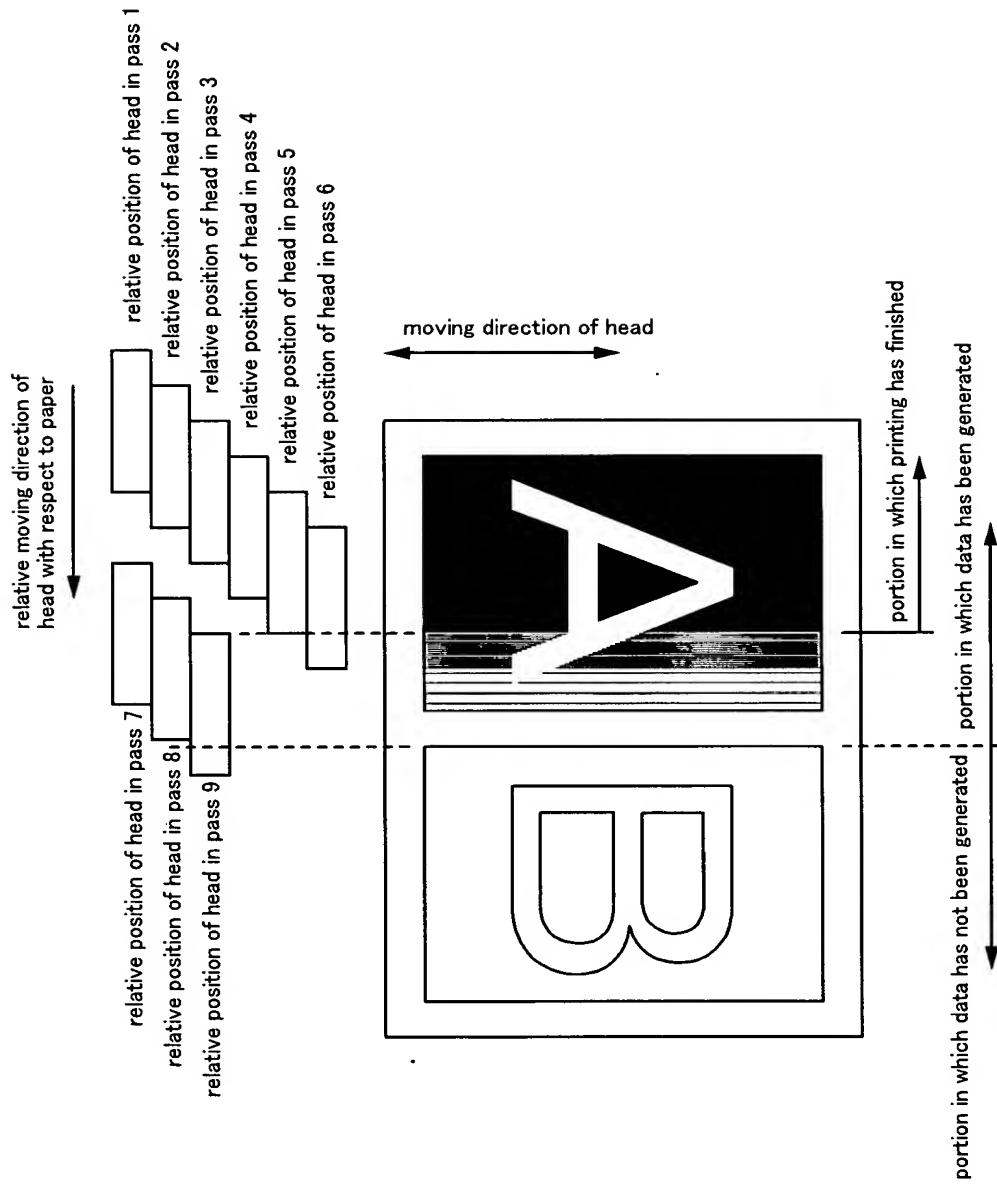 relative moving direction of
head with respect to paper
relative position of head in pass 1
relative position of head in pass 2
relative position of head in pass 3
relative position of head in pass 4
relative position of head in pass 5
relative position of head in pass 6
relative position of head in pass 7
relative position of head in pass 8
relative position of head in pass 9
moving direction of head
A
B
portion in which printing has finished
portion in which data has been generated
portion in which data has not been generated